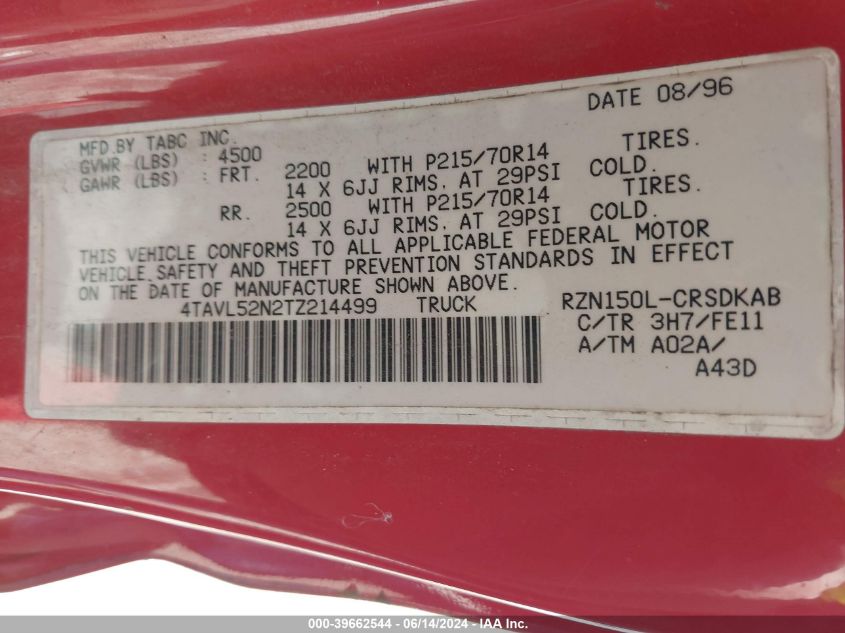 DATE 08/96
MFD.BY TABC INC.
GVWR (LBS) : 4500
GAWR (LBS) : FRT. 2200 WITH P215/70R14 TIRES.
14 X 6JJ RIMS. AT 29PSI COLD.
RR. 2500 WITH P215/70R14 TIRES.
14 X 6JJ RIMS. AT 29PSI COLD.
THIS VEHICLE CONFORMS TO ALL APPLICABLE FEDERAL MOTOR
VEHICLE SAFETY AND THEFT PREVENTION STANDARDS IN EFFECT
ON THE DATE OF MANUFACTURE SHOWN ABOVE.
4TAVL52N2TZ214499 TRUCK RZN150L-CRSDKAB
C/TR 3H7/FE11
A/TM A02A/
A43D
000-39662544 - 06/14/2024 - Copyright © 2024 IAA, Inc.